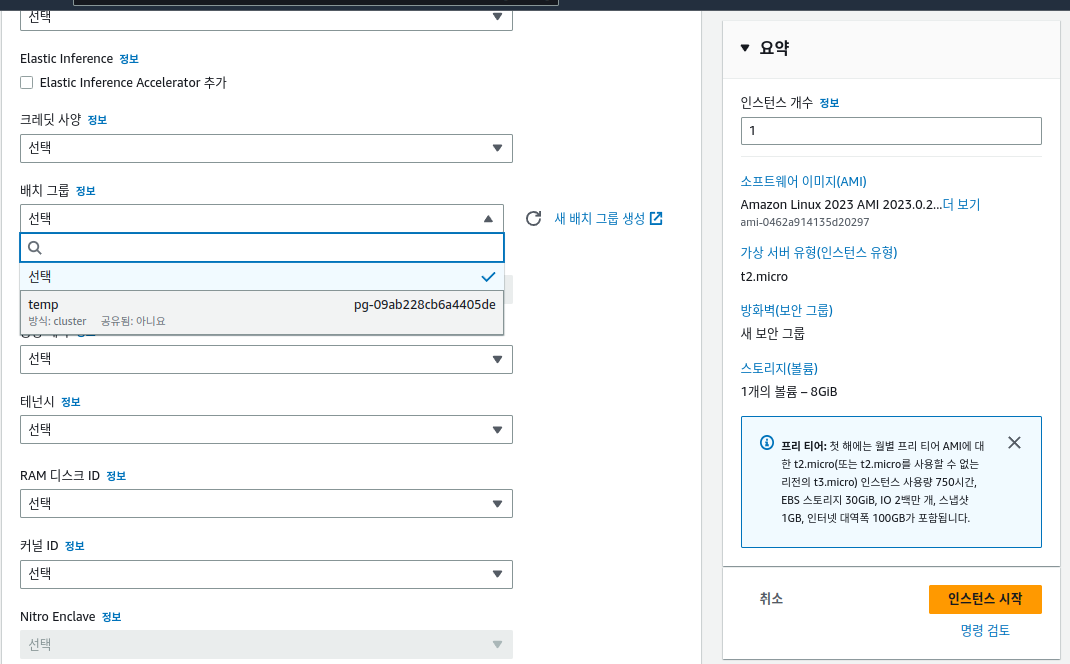 선택
Elastic Inference 정보
Elastic Inference Accelerator 추가
크레딧 사양 정보
선택
배치 그룹 정보
선택
새 배치 그룹 생성
선택
temp pg-09ab228cb6a4405de
방식: cluster 공유됨: 아니요
선택
테넌시 정보
선택
RAM 디스크 ID 정보
선택
커널 ID 정보
선택
Nitro Enclave 정보
선택
요약
인스턴스 개수 정보
1
소프트웨어 이미지(AMI)
Amazon Linux 2023 AMI 2023.0.2...더 보기
ami-0462a914135d20297
가상 서버 유형(인스턴스 유형)
t2.micro
방화벽(보안 그룹)
새 보안 그룹
스토리지(볼륨)
1개의 볼륨 – 8GiB
프리 티어: 첫 해에는 월별 프리 티어 AMI에 대
한 t2.micro(또는 t2.micro를 사용할 수 없는
리전의 t3.micro) 인스턴스 사용량 750시간,
EBS 스토리지 30GiB, IO 2백만 개, 스냅샷
1GB, 인터넷 대역폭 100GB가 포함됩니다.
취소
인스턴스 시작
명령 검토